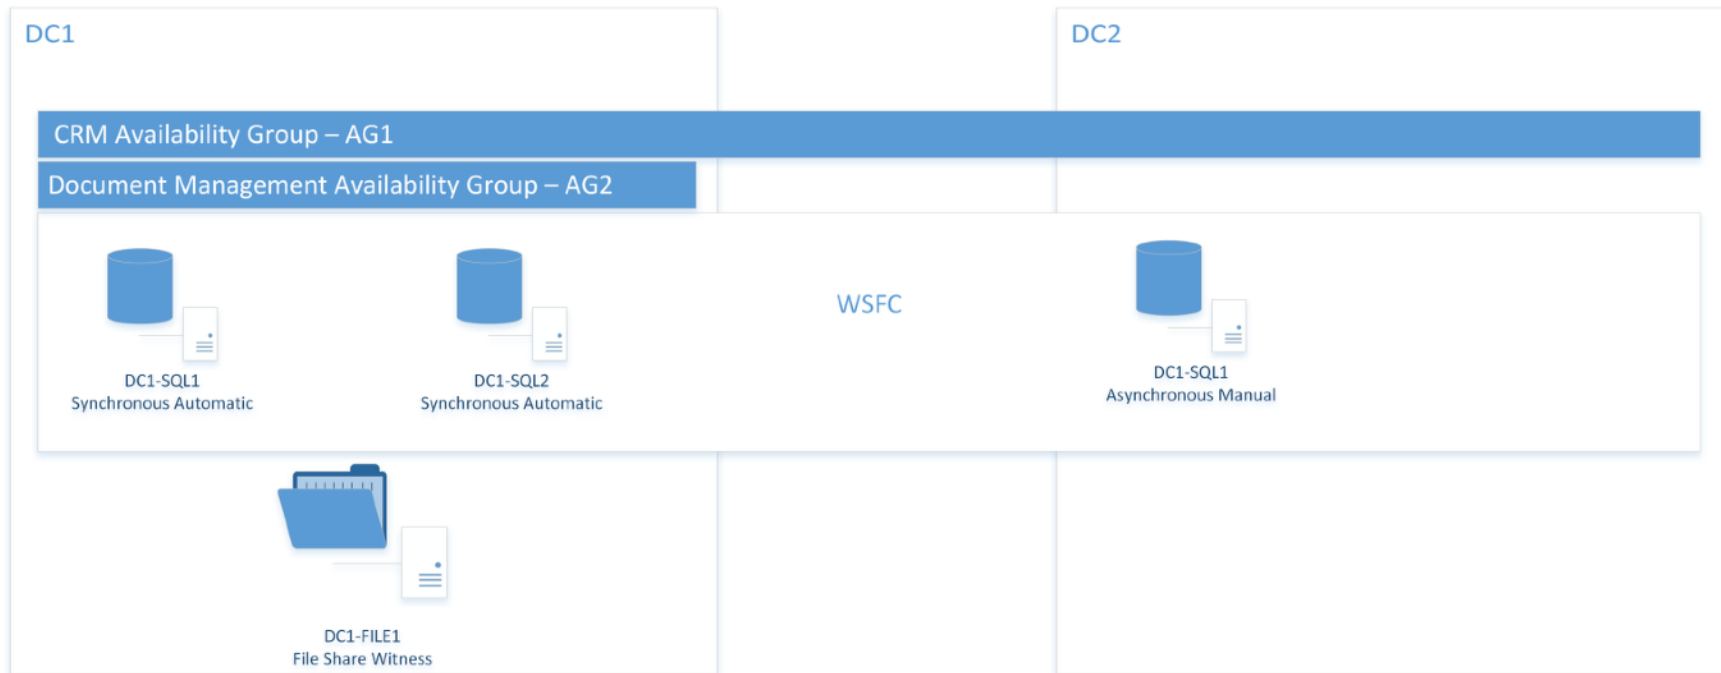 DC1
DC2
CRM Availability Group – AG1
Document Management Availability Group – AG2
WSFC
DC1-SQL1
Synchronous Automatic
DC1-SQL2
Synchronous Automatic
DC1-SQL1
Asynchronous Manual
DC1-FILE1
File Share Witness